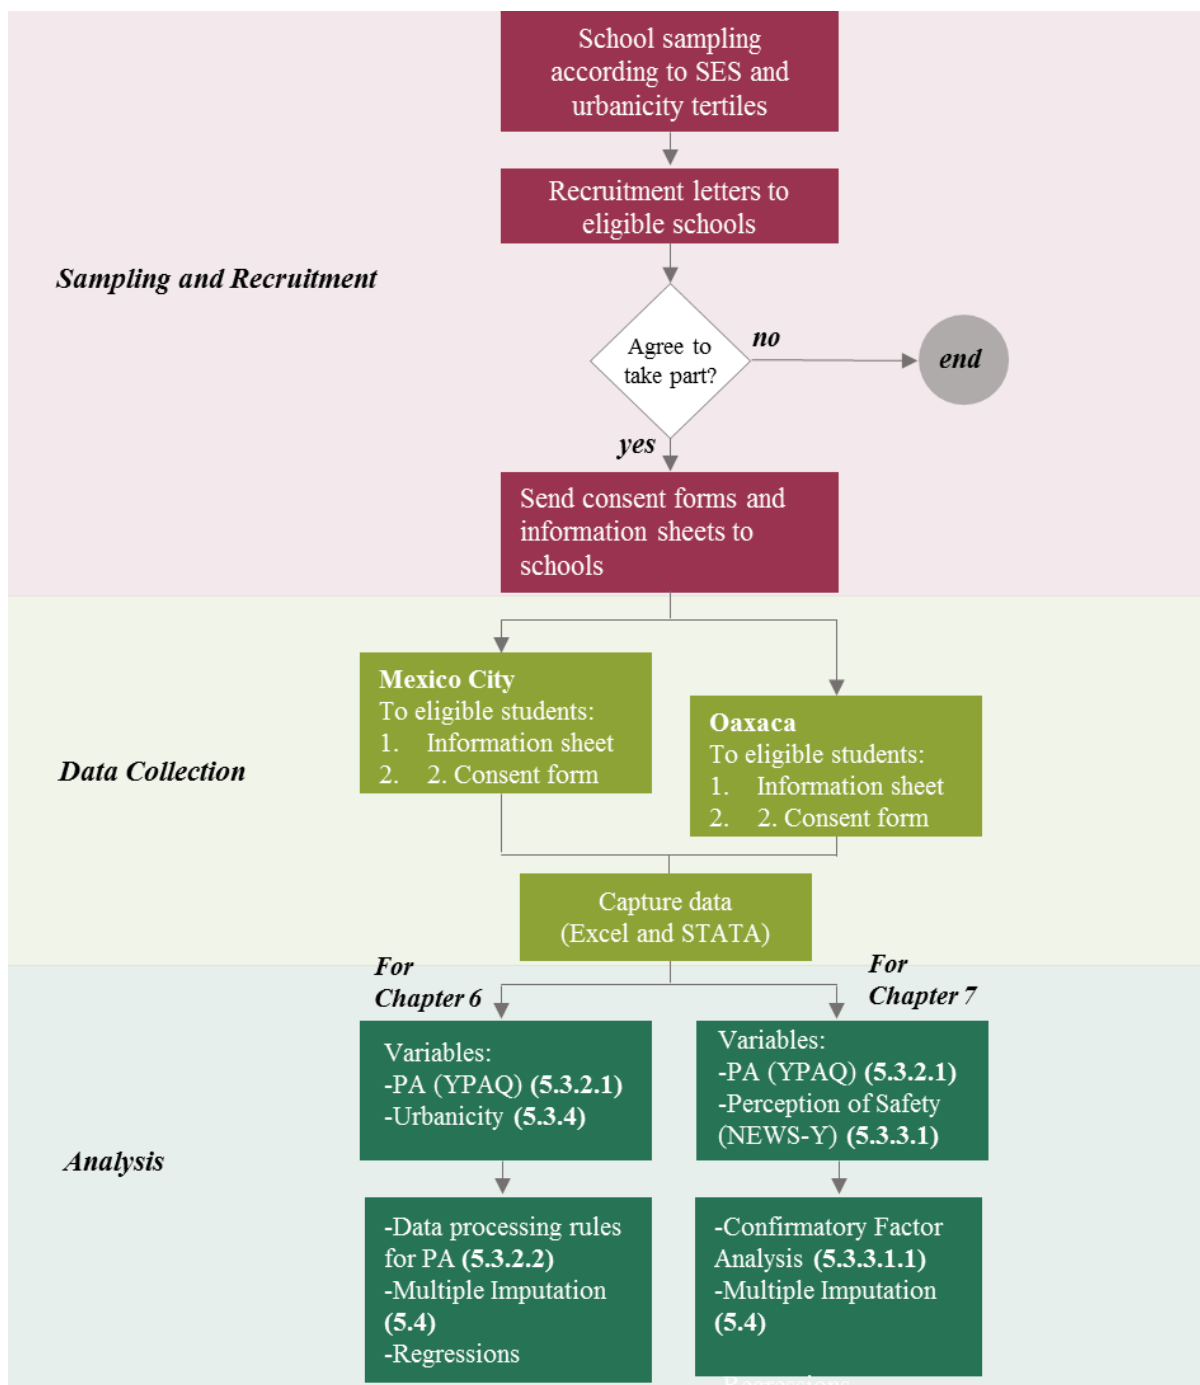 School sampling
according to SES and
urbanicity tertiles
Recruitment letters to
eligible schools
Sampling and Recruitment
Agree to
take part?
no
end
yes
Send consent forms and
information sheets to
schools
Mexico City
To eligible students:
1. Information sheet
2. 2. Consent form
Oaxaca
To eligible students:
1. Information sheet
2. 2. Consent form
Data Collection
Capture data
(Excel and STATA)
For
Chapter 6
For
Chapter 7
Variables:
-PA (YPAQ) (5.3.2.1)
-Urbanicity (5.3.4)
Variables:
-PA (YPAQ) (5.3.2.1)
-Perception of Safety
(NEWS-Y) (5.3.3.1)
Analysis
-Data processing rules
for PA (5.3.2.2)
-Multiple Imputation
(5.4)
-Regressions
-Confirmatory Factor
Analysis (5.3.3.1.1)
-Multiple Imputation
(5.4)